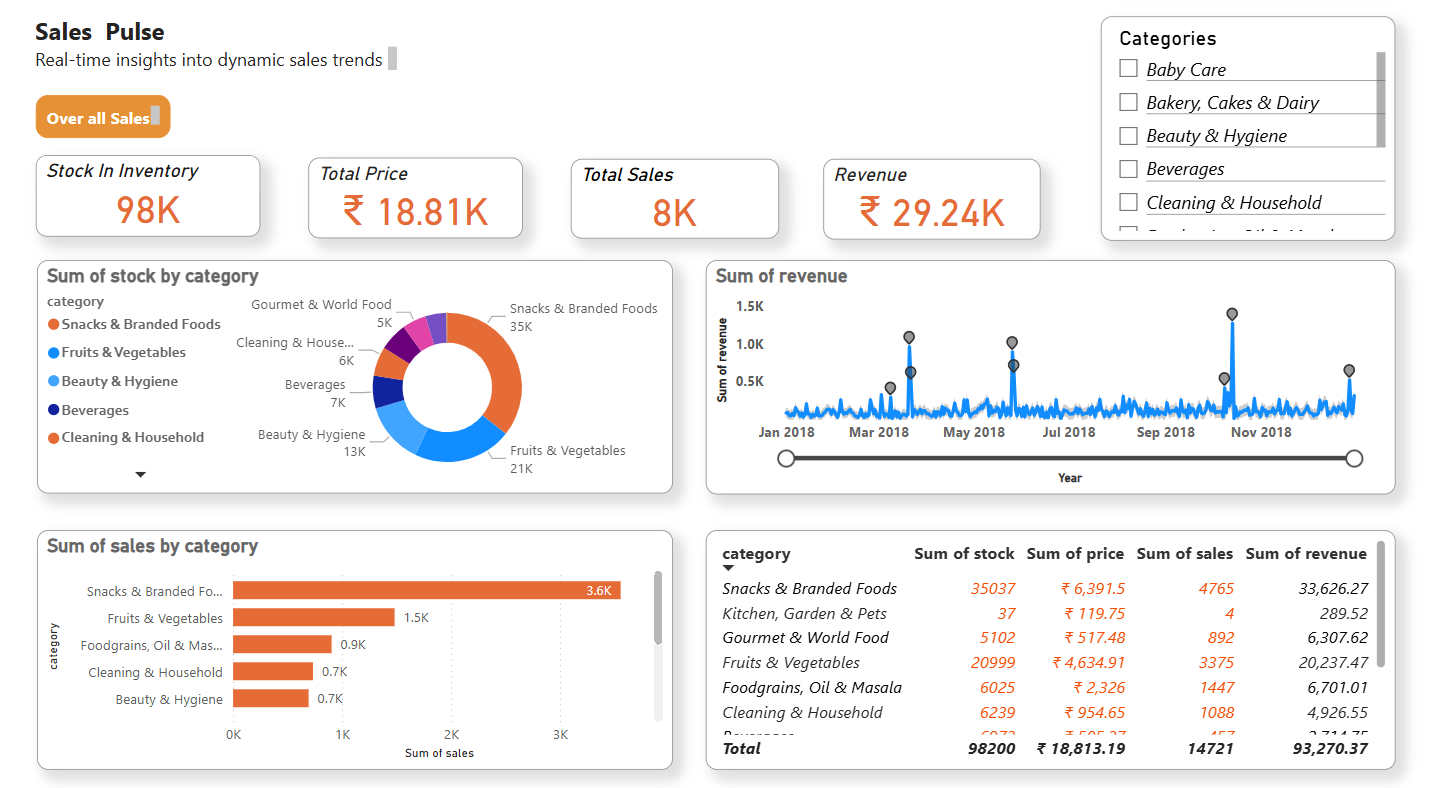 Sales Pulse
Real-time insights into dynamic sales trends
Over all Sales
Categories
Baby Care
Bakery, Cakes & Dairy
Beauty & Hygiene
Beverages
Cleaning & Household
Stock In Inventory
98K
Total Price
₹ 18.81K
Total Sales
8K
Revenue
₹ 29.24K
Sum of stock by category
category
Snacks & Branded Foods
Fruits & Vegetables
Beauty & Hygiene
Beverages
Cleaning & Household
Gourmet & World Food
5K
Cleaning & House...
6K
Beverages
7K
Beauty & Hygiene
13K
Snacks & Branded Foods
35K
Fruits & Vegetables
21K
Sum of revenue
Sum of revenue
1.5K
1.0K
0.5K
Jan 2018 Mar 2018 May 2018 Jul 2018 Sep 2018 Nov 2018
Year
Sum of sales by category
category
Snacks & Branded Fo... 3.6K
Fruits & Vegetables 1.5K
Foodgrains, Oil & Mas... 0.9K
Cleaning & Household 0.7K
Beauty & Hygiene 0.7K
0K 1K 2K 3K
Sum of sales
category Sum of stock Sum of price Sum of sales Sum of revenue
Snacks & Branded Foods 35037 ₹ 6,391.5 4765 33,626.27
Kitchen, Garden & Pets 37 ₹ 119.75 4 289.52
Gourmet & World Food 5102 ₹ 517.48 892 6,307.62
Fruits & Vegetables 20999 ₹ 4,634.91 3375 20,237.47
Foodgrains, Oil & Masala 6025 ₹ 2,326 1447 6,701.01
Cleaning & Household 6239 ₹ 954.65 1088 4,926.55
Total 98200 ₹ 18,813.19 14721 93,270.37